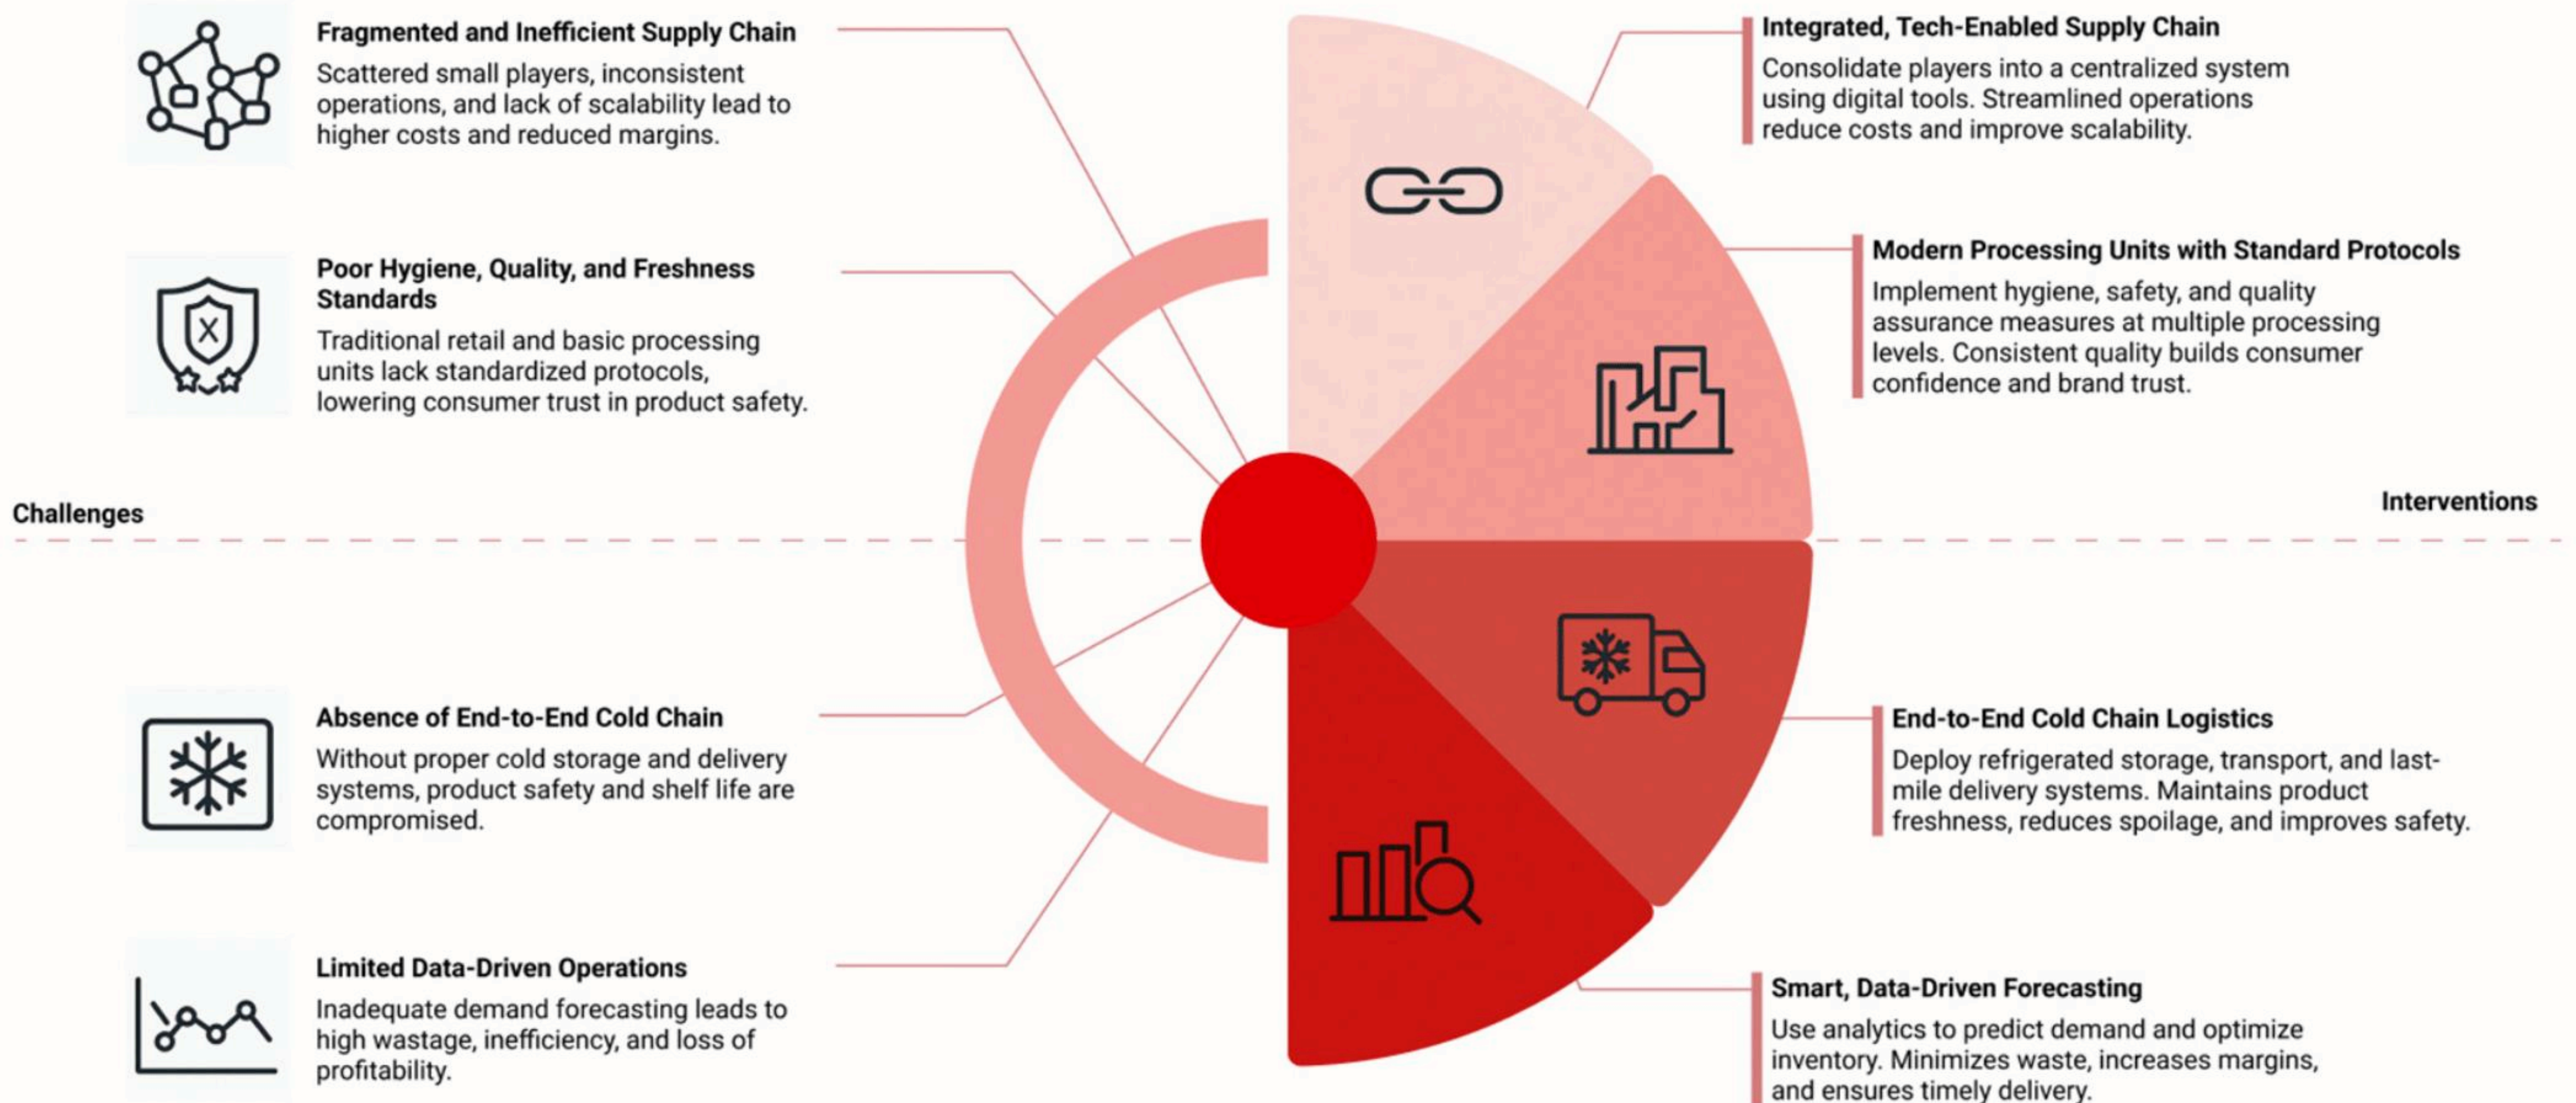 Fragmented and Inefficient Supply Chain
Scattered small players, inconsistent
operations, and lack of scalability lead to
higher costs and reduced margins.
Poor Hygiene, Quality, and Freshness
Standards
Traditional retail and basic processing
units lack standardized protocols,
lowering consumer trust in product safety.
Challenges
Absence of End-to-End Cold Chain
Without proper cold storage and delivery
systems, product safety and shelf life are
compromised.
Limited Data-Driven Operations
Inadequate demand forecasting leads to
high wastage, inefficiency, and loss of
profitability.
Integrated, Tech-Enabled Supply Chain
Consolidate players into a centralized system
using digital tools. Streamlined operations
reduce costs and improve scalability.
Modern Processing Units with Standard Protocols
Implement hygiene, safety, and quality
assurance measures at multiple processing
levels. Consistent quality builds consumer
confidence and brand trust.
Interventions
End-to-End Cold Chain Logistics
Deploy refrigerated storage, transport, and last-
mile delivery systems. Maintains product
freshness, reduces spoilage, and improves safety.
Smart, Data-Driven Forecasting
Use analytics to predict demand and optimize
inventory. Minimizes waste, increases margins,
and ensures timely delivery.